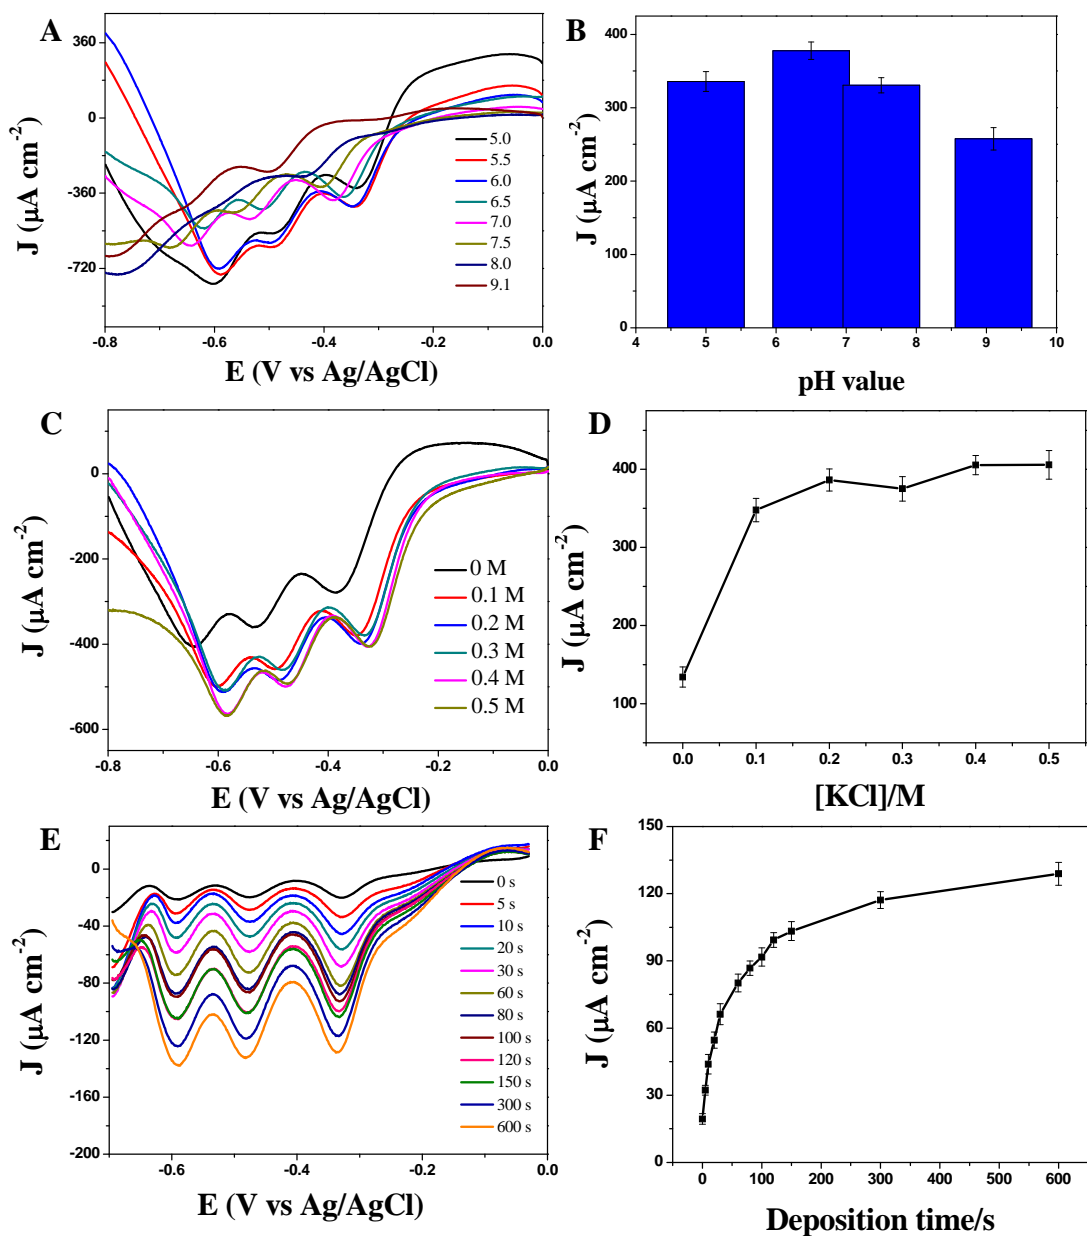 A
J (µA cm-2)
360
0
-360
-720
-0.8
-0.6
-0.4
-0.2
0.0
E (V vs Ag/AgCl)
5.0
5.5
6.0
6.5
7.0
7.5
8.0
9.1
B
J (µA cm-2)
400
300
200
100
0
4
5
6
7
8
9
10
pH value
C
J (µA cm-2)
0
-200
-400
-600
-0.8
-0.6
-0.4
-0.2
0.0
E (V vs Ag/AgCl)
0 M
0.1 M
0.2 M
0.3 M
0.4 M
0.5 M
D
J (µA cm-2)
400
300
200
100
0.0
0.1
0.2
0.3
0.4
0.5
[KCl]/M
E
J (µA cm-2)
0
-40
-80
-120
-160
-200
-0.6
-0.4
-0.2
0.0
E (V vs Ag/AgCl)
0 s
5 s
10 s
20 s
30 s
60 s
80 s
100 s
120 s
150 s
300 s
600 s
F
J (µA cm-2)
150
120
90
60
30
0
0
100
200
300
400
500
600
Deposition time/s